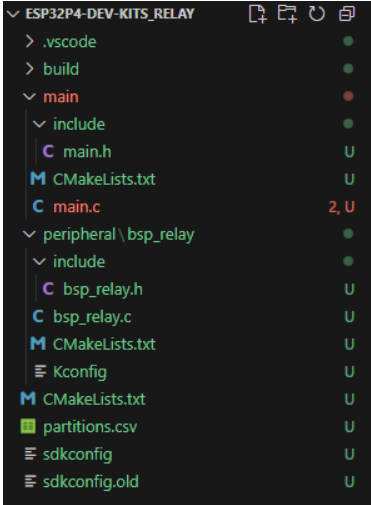 ESP32P4-DEV-KITS_RELAY
.vscode
build
main
include
C main.h U
M CMakeLists.txt U
C main.c 2, U
peripheral\bsp_relay
include
C bsp_relay.h U
C bsp_relay.c U
M CMakeLists.txt U
Kconfig U
M CMakeLists.txt U
partitions.csv U
sdkconfig U
sdkconfig.old U